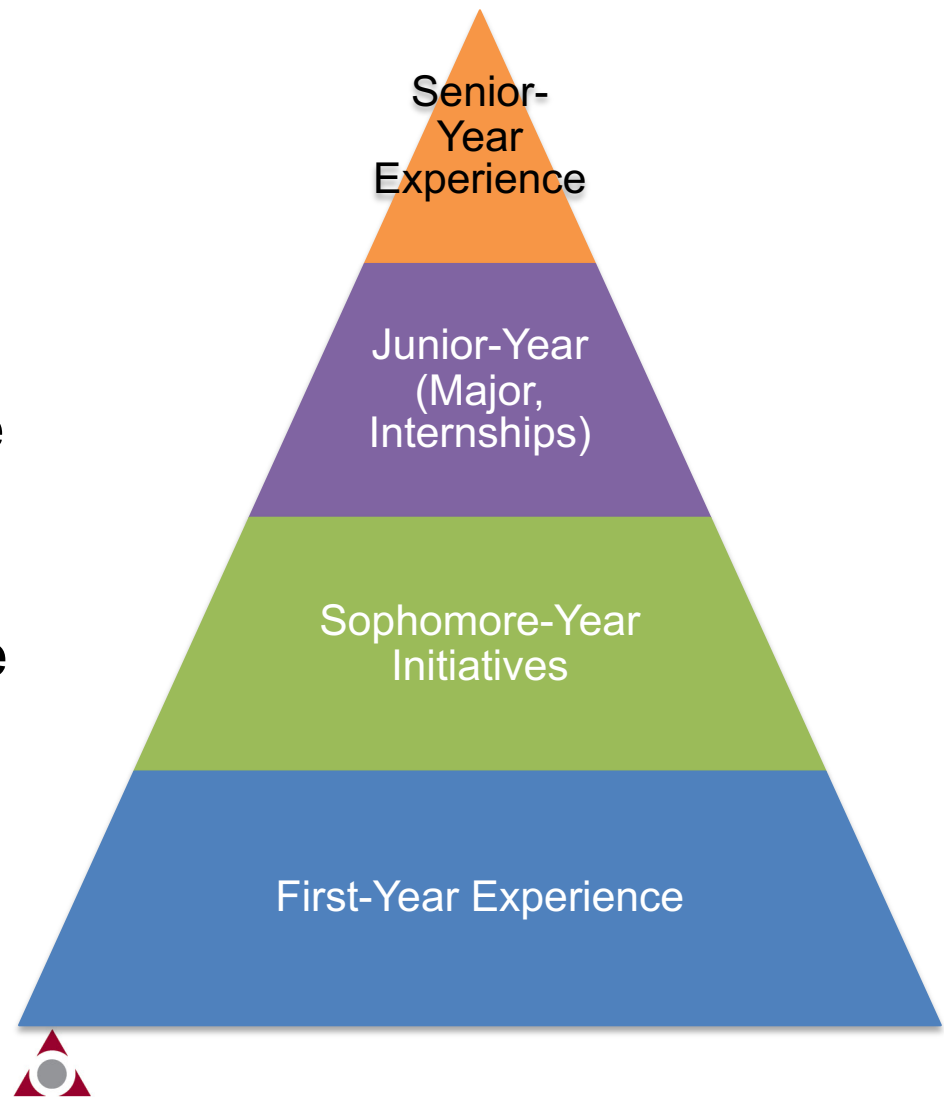 Senior-
Year
Experience
Junior-Year
(Major,
Internships)
e
Sophomore-Year
Initiatives
e
First-Year Experience